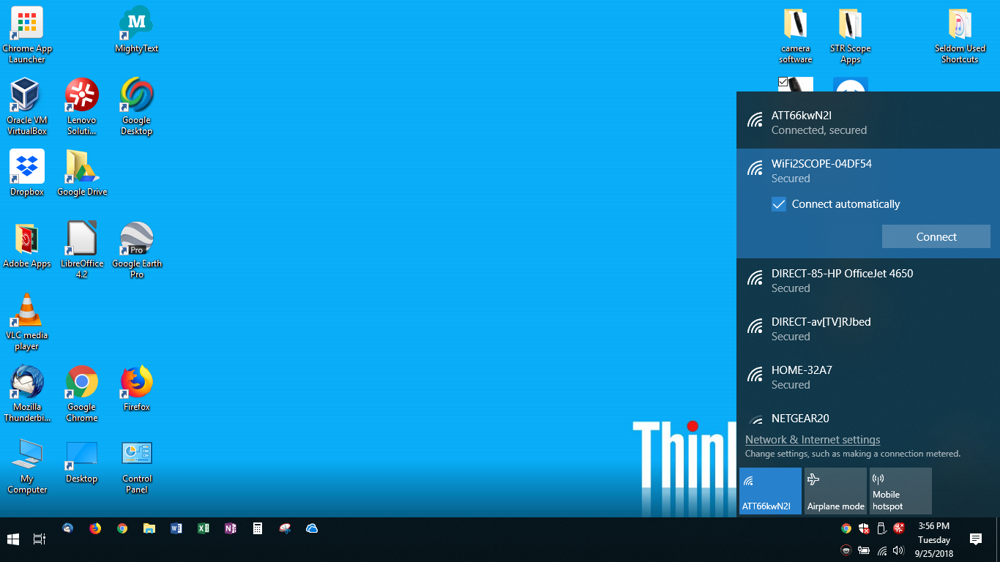 Chrome App
Launcher
MightyText
Oracle VM
VirtualBox
Lenovo
Soluti...
Google
Desktop
Dropbox
Google Drive
Adobe Apps
LibreOffice
4.2
Pro
Google Earth
Pro
VLC media
player
Mozilla
Thunderbi...
Google
Chrome
Firefox
My
Computer
Desktop
Control
Panel
camera
software
STR Scope
Apps
Seldom Used
Shortcuts
Thin
ATT66kwN2I
Connected, secured
WiFi2SCOPE-04DF54
Secured
Connect automatically
Connect
DIRECT-85-HP OfficeJet 4650
Secured
DIRECT-av[TV]RJbed
Secured
HOME-32A7
Secured
NETGEAR20
Network & Internet settings
Change settings, such as making a connection metered.
ATT66kwN2I
Airplane mode
Mobile
hotspot
3:56 PM
Tuesday
9/25/2018